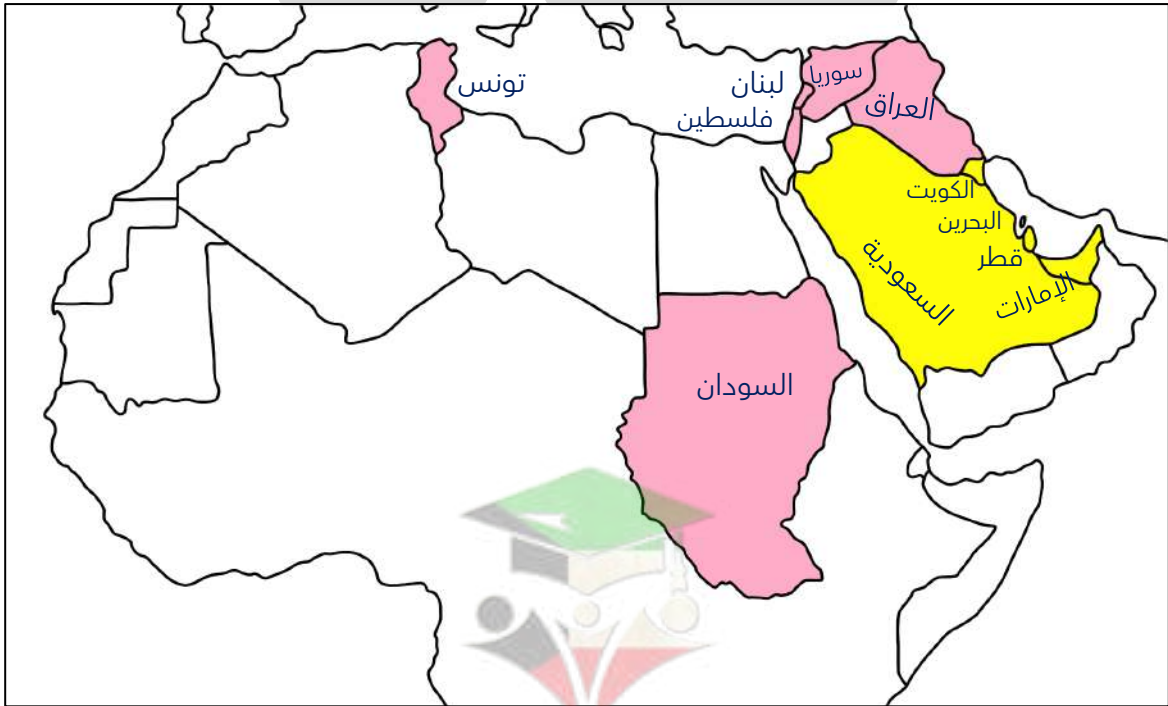 سوريا
لبنان
تونس
العراق
فلسطين
الكويت
البحرين
قطر
السعودية
الإمارات
السودان